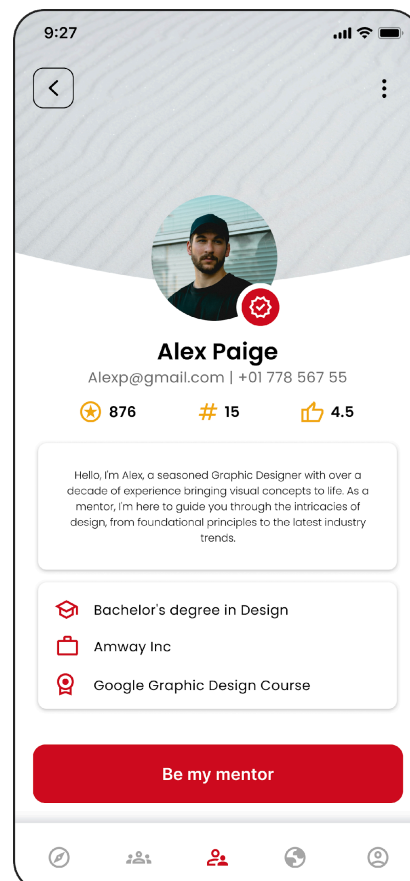 9:27
Alex Paige
Alexp@gmail.com | +01 778 567 55
876 # 15 4.5
Hello, I'm Alex, a seasoned Graphic Designer with over a
decade of experience bringing visual concepts to life. As a
mentor, I'm here to guide you through the intricacies of
design, from foundational principles to the latest industry
trends.
Bachelor's degree in Design
Amway Inc
Google Graphic Design Course
Be my mentor